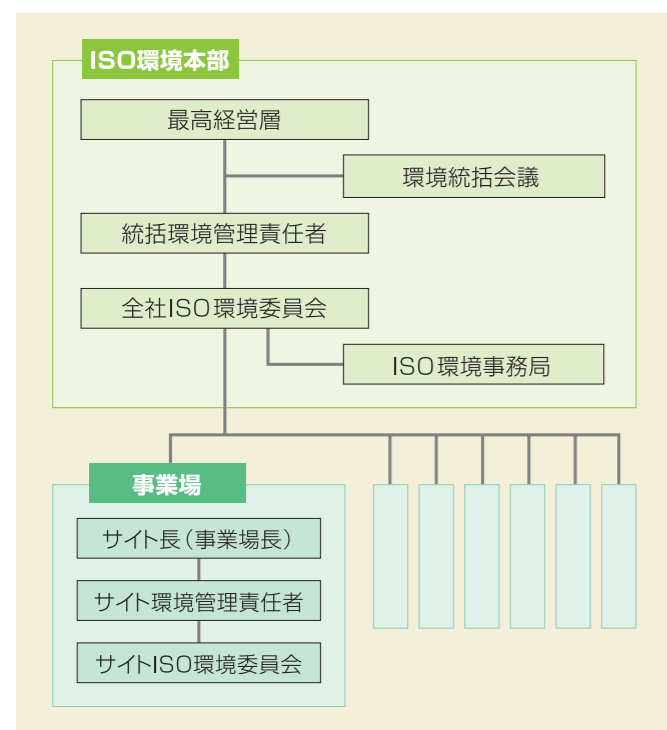 ISO環境本部
最高経営層
環境統括会議
統括環境管理責任者
全社ISO環境委員会
ISO環境事務局
事業場
サイト長(事業場長)
サイト環境管理責任者
サイトISO環境委員会